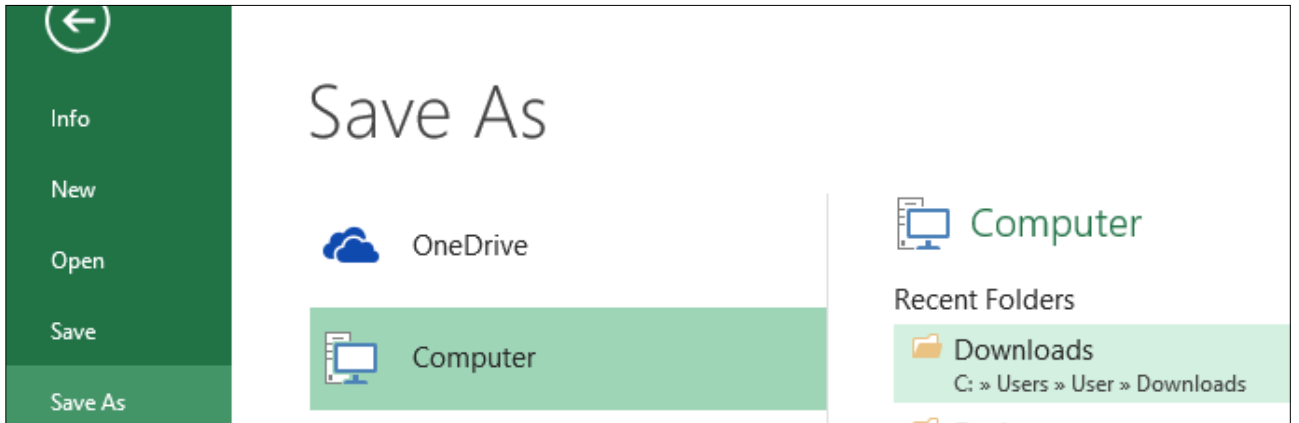 Info
New
Open
Save
Save As
Save As
OneDrive
Computer
Computer
Recent Folders
Downloads
C: » Users » User » Downloads